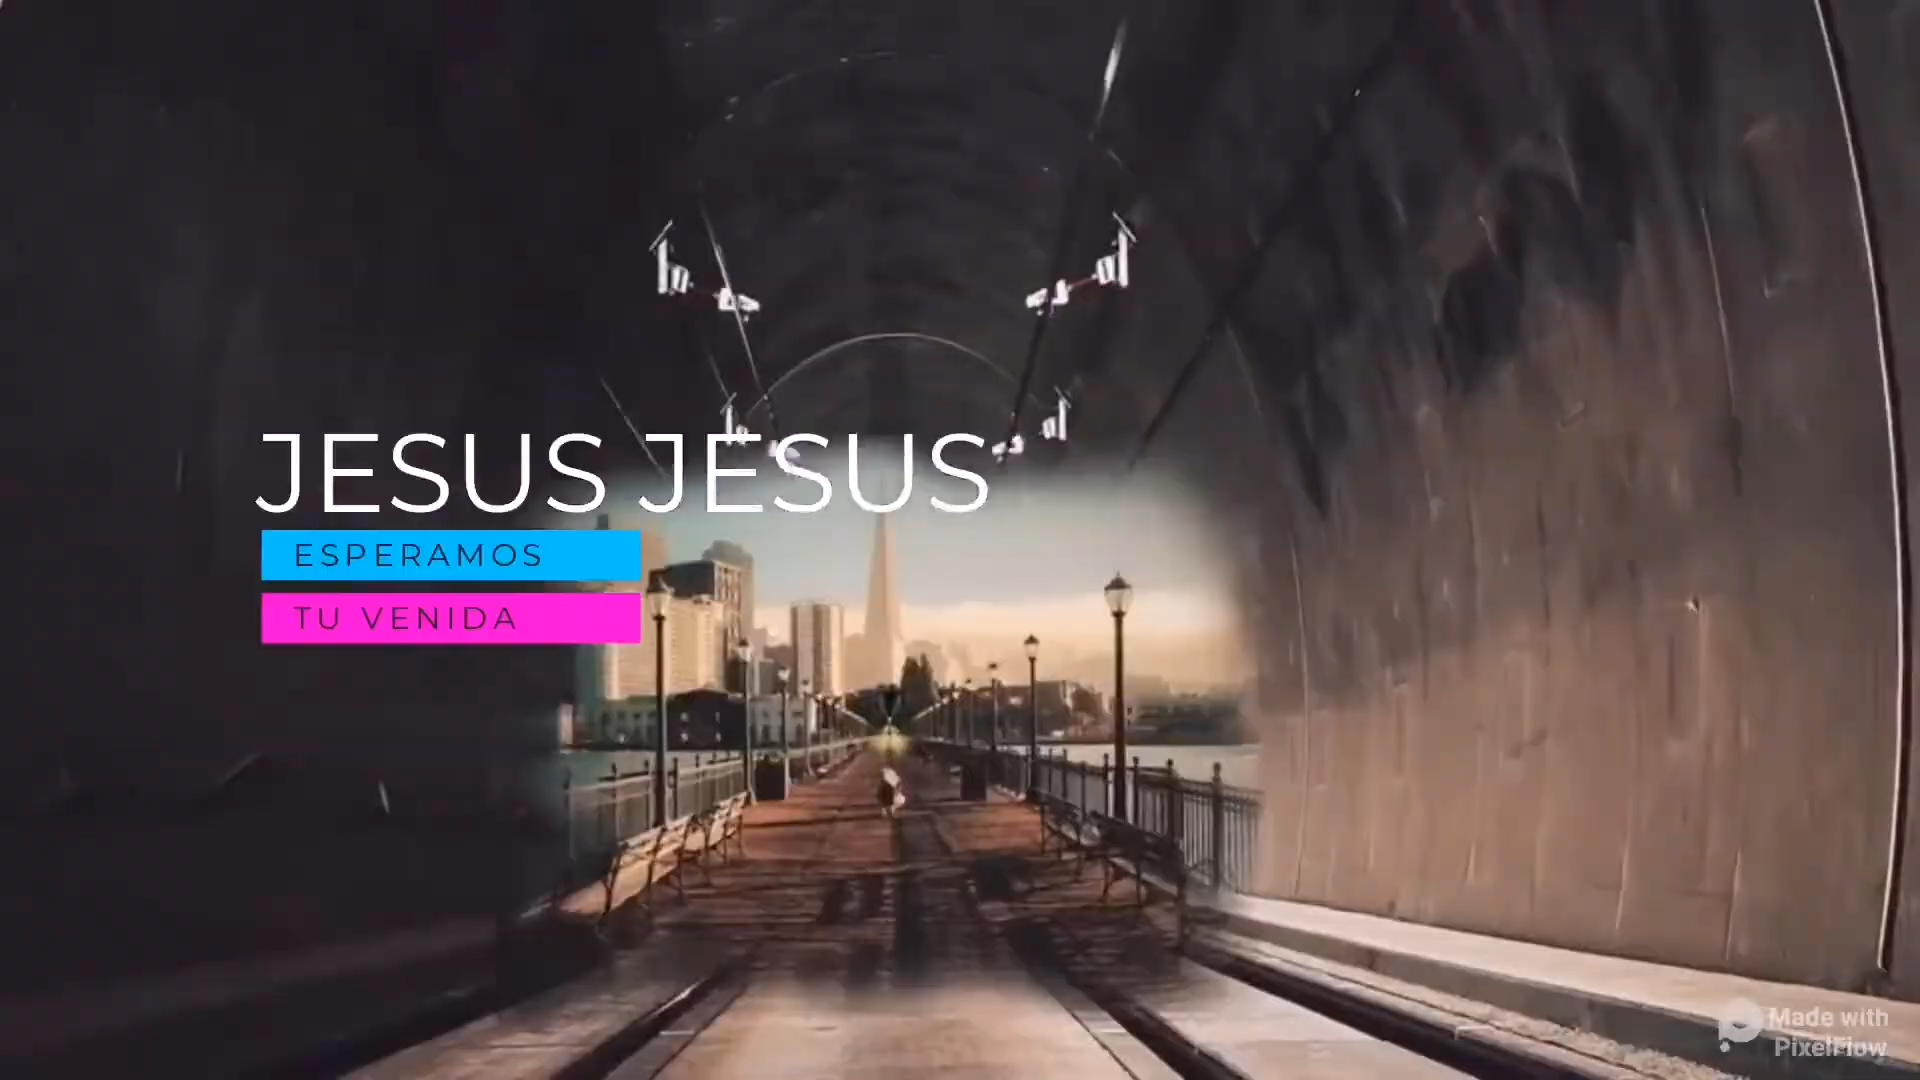 JESUS JESUS
ESPERAMOS
TU VENIDA
Made with
PixelFlow